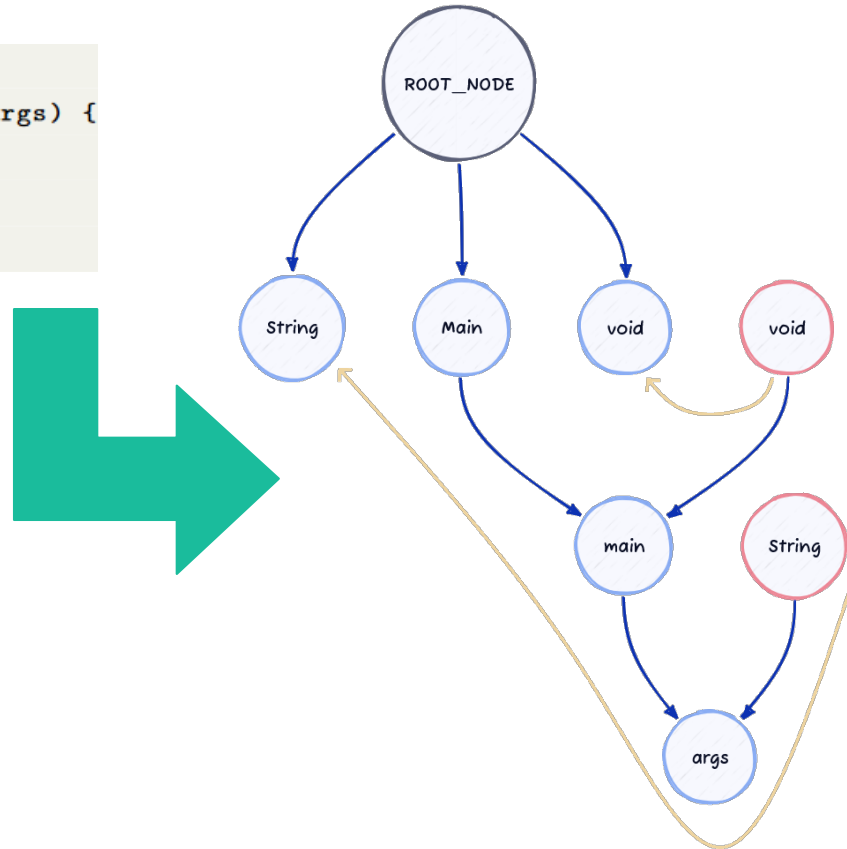 rgs) {
ROOT_NODE
String
Main
void
void
main
String
args